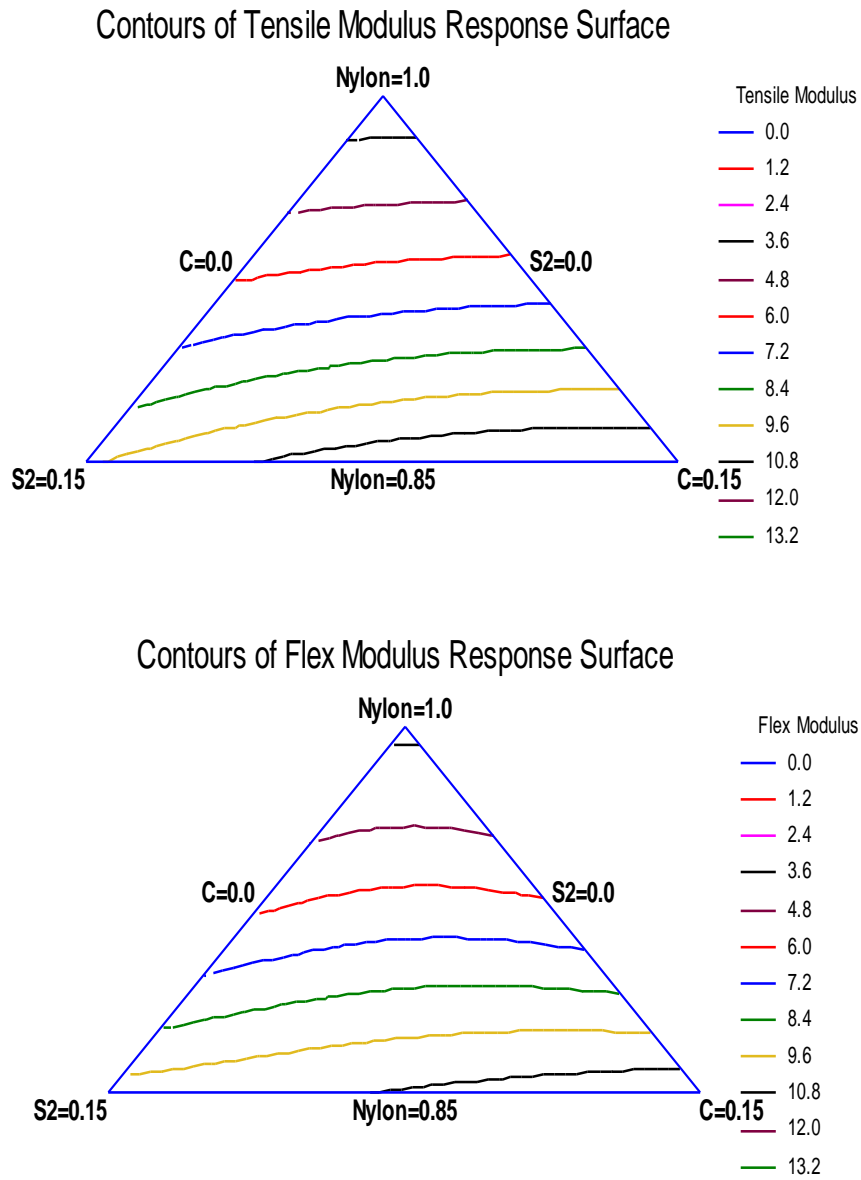 Contours of Tensile Modulus Response Surface
Nylon=1.0
Tensile Modulus
0.0
1.2
2.4
3.6
C=0.0
S2=0.0
4.8
6.0
7.2
8.4
9.6
10.8
S2=0.15
Nylon=0.85
C=0.15
12.0
13.2
Contours of Flex Modulus Response Surface
Nylon=1.0
Flex Modulus
0.0
1.2
2.4
3.6
C=0.0
S2=0.0
4.8
6.0
7.2
8.4
9.6
10.8
S2=0.15
Nylon=0.85
C=0.15
12.0
13.2